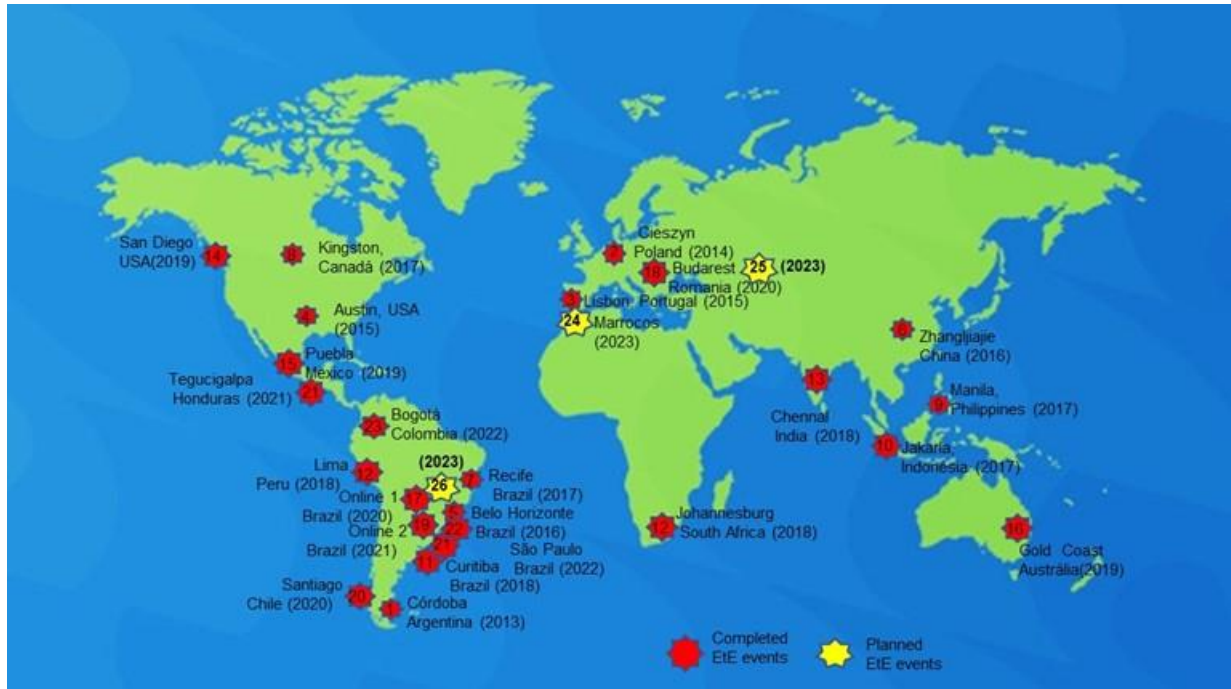 San Diego
USA(2019)
14
8
Kingston,
Canadá (2017)
4
Austin, USA
(2015)
15
Puebla
México (2019)
Tegucigalpa
Honduras (2021)
21
23
Bogotá
Colombia (2022)
Lima
Peru (2018)
12
(2023)
26
7
Recife
Brazil (2017)
Online 1
Brazil (2020)
17
5
Belo Horizonte
Brazil (2016)
Online 2
Brazil (2021)
19
22
21
São Paulo
Brazil (2022)
11
Curitiba
Brazil (2018)
Santiago
Chile (2020)
20
1
Córdoba
Argentina (2013)
Cieszyn
Poland (2014)
18
Budarest
Romania (2020)
25
(2023)
3
Lisbon, Portugal (2015)
24
Marrocos
(2023)
6
Zhangljiajie
China (2016)
13
Chennal
India (2018)
9
Manila,
Philippines (2017)
10
Jakaria,
Indonésia (2017)
12
Johannesburg
South Africa (2018)
16
Gold Coast
Austrália(2019)
Completed
EtE events
Planned
EtE events